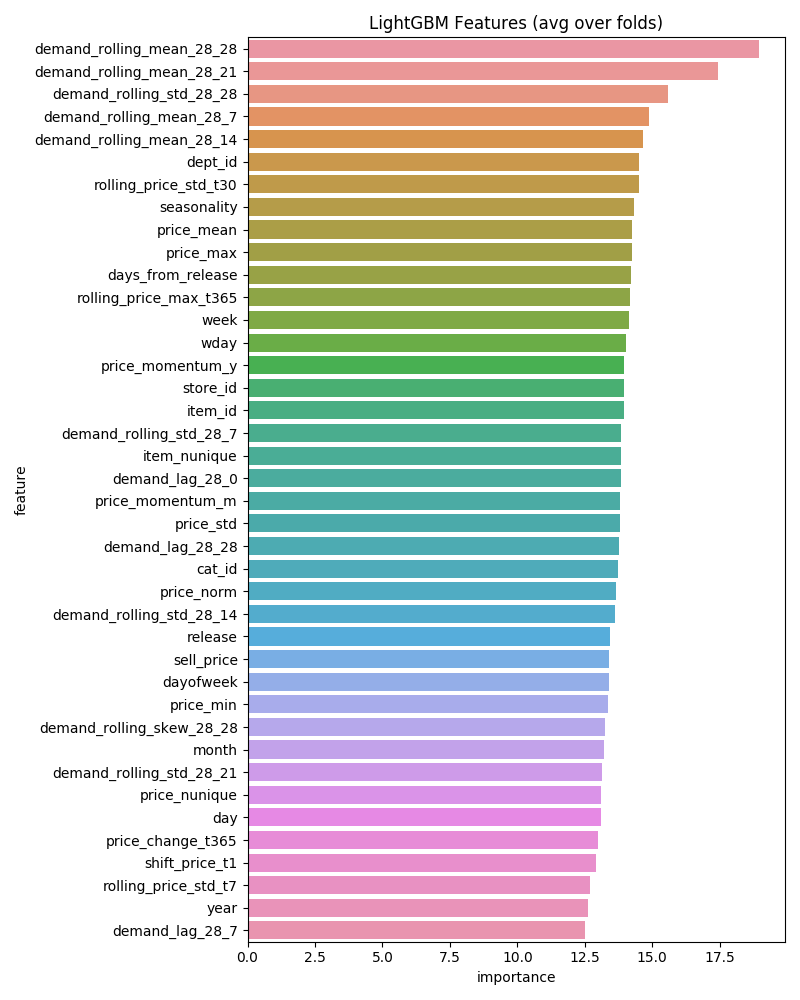 LightGBM Features (avg over folds)
demand_rolling_mean_28_28
demand_rolling_mean_28_21
demand_rolling_std_28_28
demand_rolling_mean_28_7
demand_rolling_mean_28_14
dept_id
rolling_price_std_t30
seasonality
price_mean
price_max
days_from_release
rolling_price_max_t365
week
wday
price_momentum_y
store_id
item_id
demand_rolling_std_28_7
item_nunique
demand_lag_28_0
price_momentum_m
price_std
demand_lag_28_28
cat_id
price_norm
demand_rolling_std_28_14
release
sell_price
dayofweek
price_min
demand_rolling_skew_28_28
month
demand_rolling_std_28_21
price_nunique
day
price_change_t365
shift_price_t1
rolling_price_std_t7
year
demand_lag_28_7
feature
0.0 2.5 5.0 7.5 10.0 12.5 15.0 17.5
importance